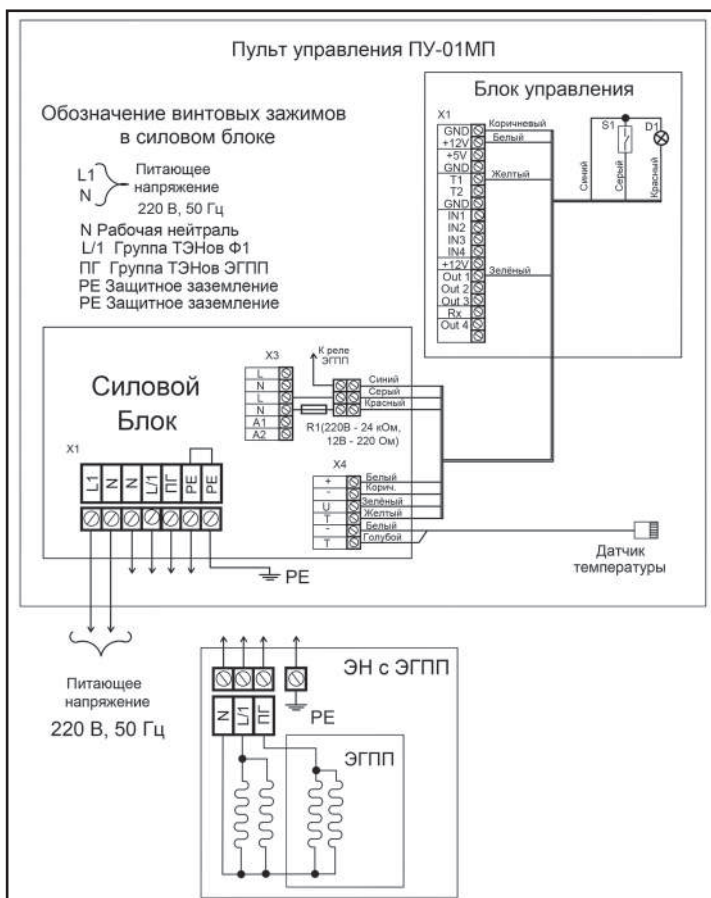 Пульт управления ПУ-01МП
Обозначение винтовых зажимов
в силовом блоке
L1
N
Питающее
напряжение
220 В, 50 Гц
N Рабочая нейтраль
L/1 Группа ТЭНов Ф1
ПГ Группа ТЭНов ЭГПП
PE Защитное заземление
PE Защитное заземление
Блок управления
X1
GND
+12V
+5V
GND
T1
T2
GND
IN1
IN2
IN3
IN4
+12V
Out 1
Out 2
Out 3
Rx
Out 4
Коричневый
Белый
Желтый
Зелёный
S1
D1
Синий
Серый
Красный
Силовой
Блок
X1
L1
N
N
L/1
ПГ
PE
PE
X3
L
N
L
N
A1
A2
К реле
ЭГПП
Синий
Серый
Красный
R1(220В - 24 кОм,
12В - 220 Ом)
X4
+
-
U
T
-
T
Белый
Корич.
Зелёный
Желтый
Белый
Голубой
Датчик
температуры
PE
Питающее
напряжение
220 В, 50 Гц
ЭН с ЭГПП
N
L/1
ПГ
PE
ЭГПП